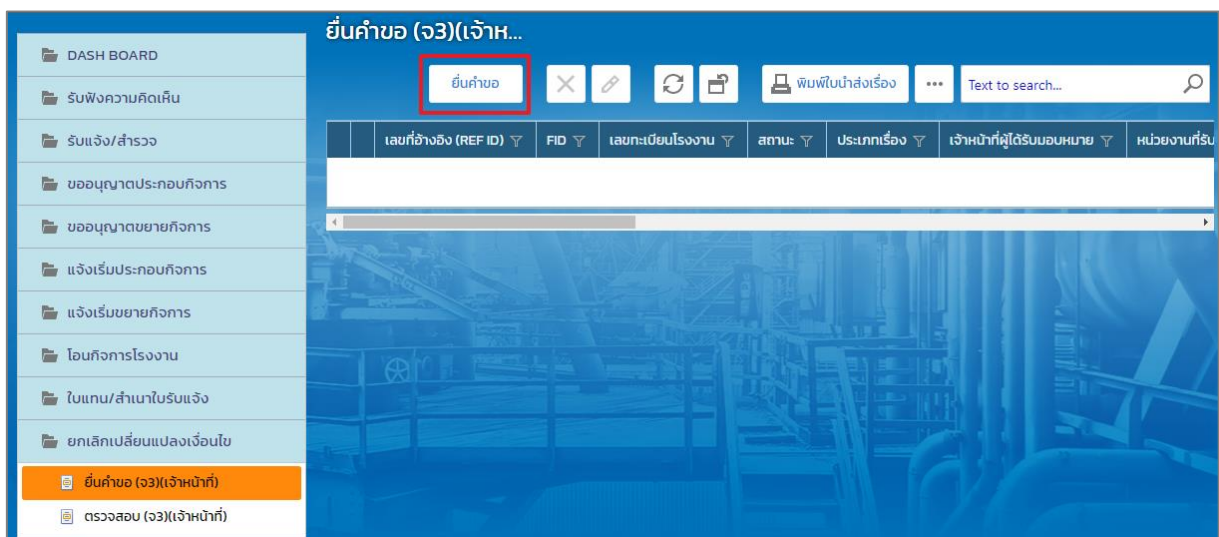 ยื่นคำขอ (จ3)(เจ้าห...
DASH BOARD
รับฟังความคิดเห็น
รับแจ้ง/สำรวจ
ขออนุญาตประกอบกิจการ
ขออนุญาตขยายกิจการ
แจ้งเริ่มประกอบกิจการ
แจ้งเริ่มขยายกิจการ
โอนกิจการโรงงาน
ใบแทน/สำเนาใบรับแจ้ง
ยกเลิกเปลี่ยนแปลงเงื่อนไข
ยื่นคำขอ (จ3)(เจ้าหน้าที่)
ตรวจสอบ (จ3)(เจ้าหน้าที่)
ยื่นคำขอ พิมพ์ใบนำส่งเรื่อง ... Text to search...
เลขที่อ้างอิง (REF ID) FID เลขทะเบียนโรงงาน สถานะ ประเภทเรื่อง เจ้าหน้าที่ผู้ได้รับมอบหมาย หน่วยงานที่รับ